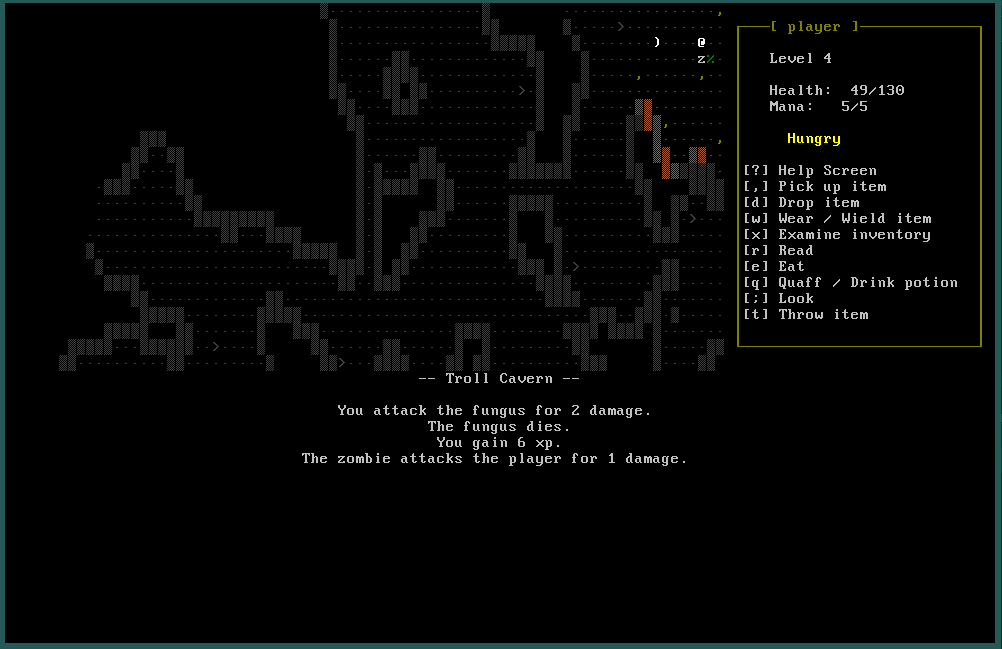 [ player ]
Level 4
Health:  49/130
Mana:   5/5
Hungry
[?] Help Screen
[,] Pick up item
[d] Drop item
[w] Wear / Wield item
[x] Examine inventory
[r] Read
[e] Eat
[q] Quaff / Drink potion
[;] Look
[t] Throw item
-- Troll Cavern --
You attack the fungus for 2 damage.
The fungus dies.
You gain 6 xp.
The zombie attacks the player for 1 damage.